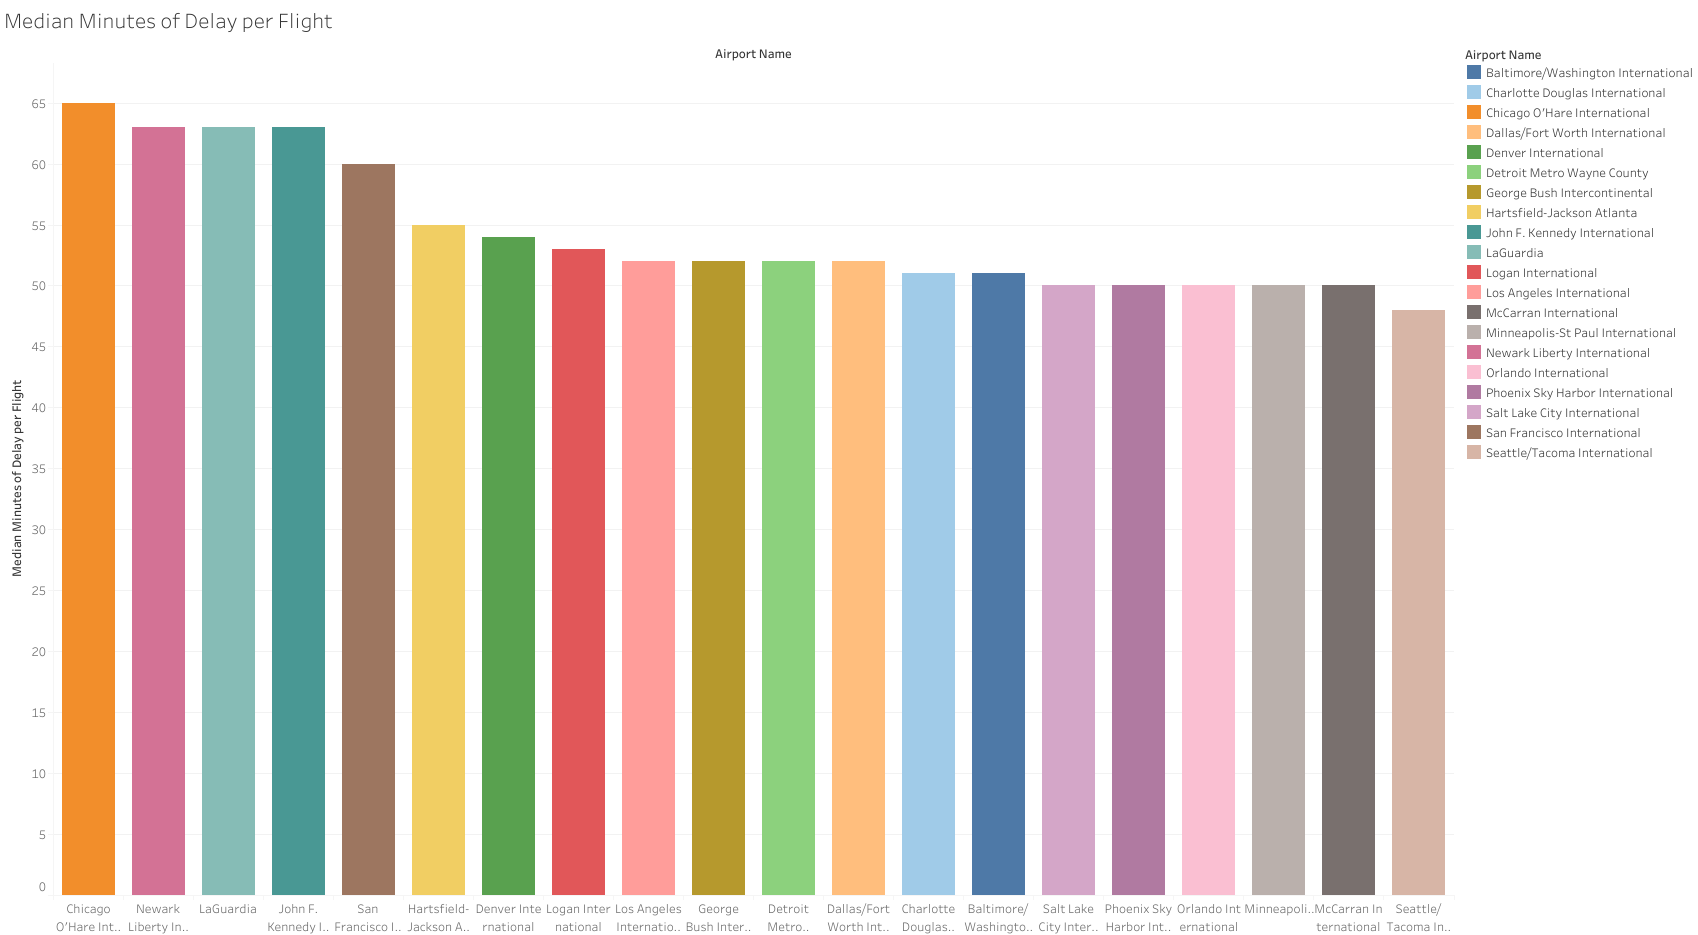 Median Minutes of Delay per Flight
Airport Name
Airport Name
Baltimore/Washington International
Charlotte Douglas International
Chicago O'Hare International
Dallas/Fort Worth International
Denver International
Detroit Metro Wayne County
George Bush Intercontinental
Hartsfield-Jackson Atlanta
John F. Kennedy International
LaGuardia
Logan International
Los Angeles International
McCarran International
Minneapolis-St Paul International
Newark Liberty International
Orlando International
Phoenix Sky Harbor International
Salt Lake City International
San Francisco International
Seattle/Tacoma International
Median Minutes of Delay per Flight
65
60
55
50
45
40
35
30
25
20
15
10
5
0
Chicago
O'Hare Int..
Newark
Liberty In..
LaGuardia
John F.
Kennedy I..
San
Francisco I..
Hartsfield-
Jackson A..
Denver Inte
rnational
Logan Inter
national
Los Angeles
Internatio..
George
Bush Inter..
Detroit
Metro..
Dallas/Fort
Worth Int..
Charlotte
Douglas..
Baltimore/
Washingto..
Salt Lake
City Inter..
Phoenix Sky
Harbor Int..
Orlando Int
ernational
Minneapoli..
McCarran In
ternational
Seattle/
Tacoma In..